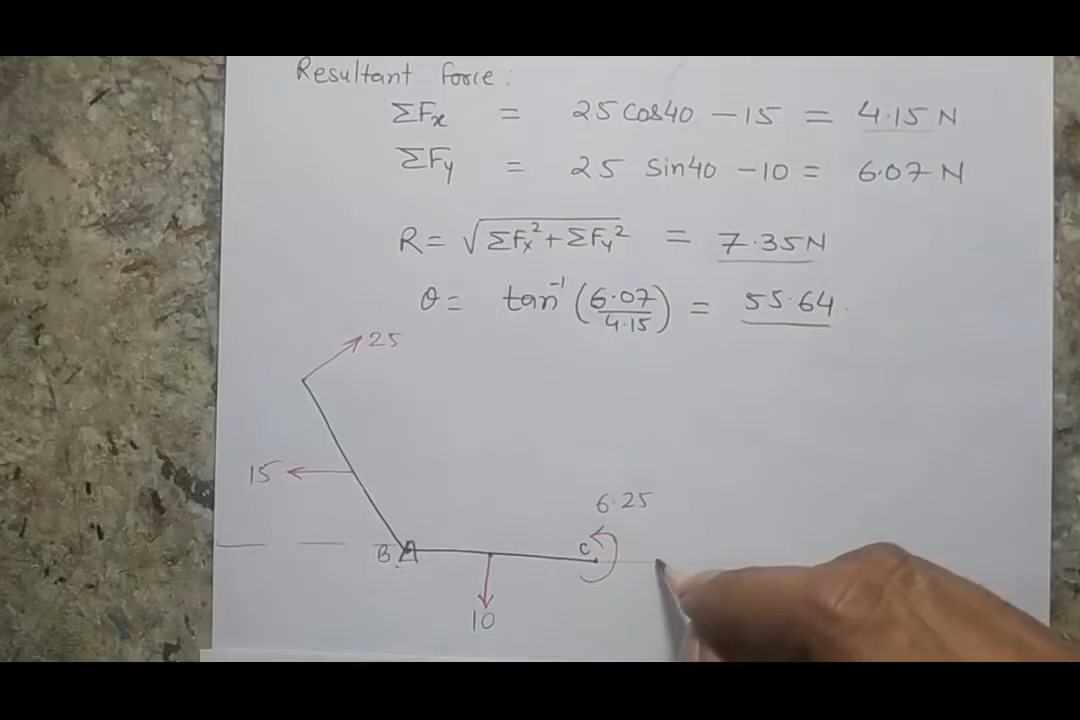 Resultant force:
ΣFx = 25 cos40 - 15 = 4.15 N
ΣFy = 25 sin40 - 10 = 6.07 N
R = √ΣFx²+ΣFy² = 7.35N
θ = tan⁻¹(6.07/4.15) = 55.64.
25
15
6.25
B
C
10